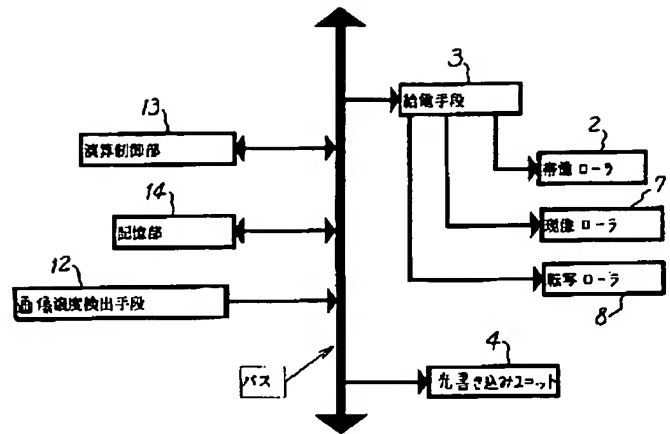 3
給電手段
13
演算制御部
2
帯電ローラ
14
記憶部
7
現像ローラ
12
画像濃度検出手段
転写ローラ
8
バス
4
光書き込みユニット